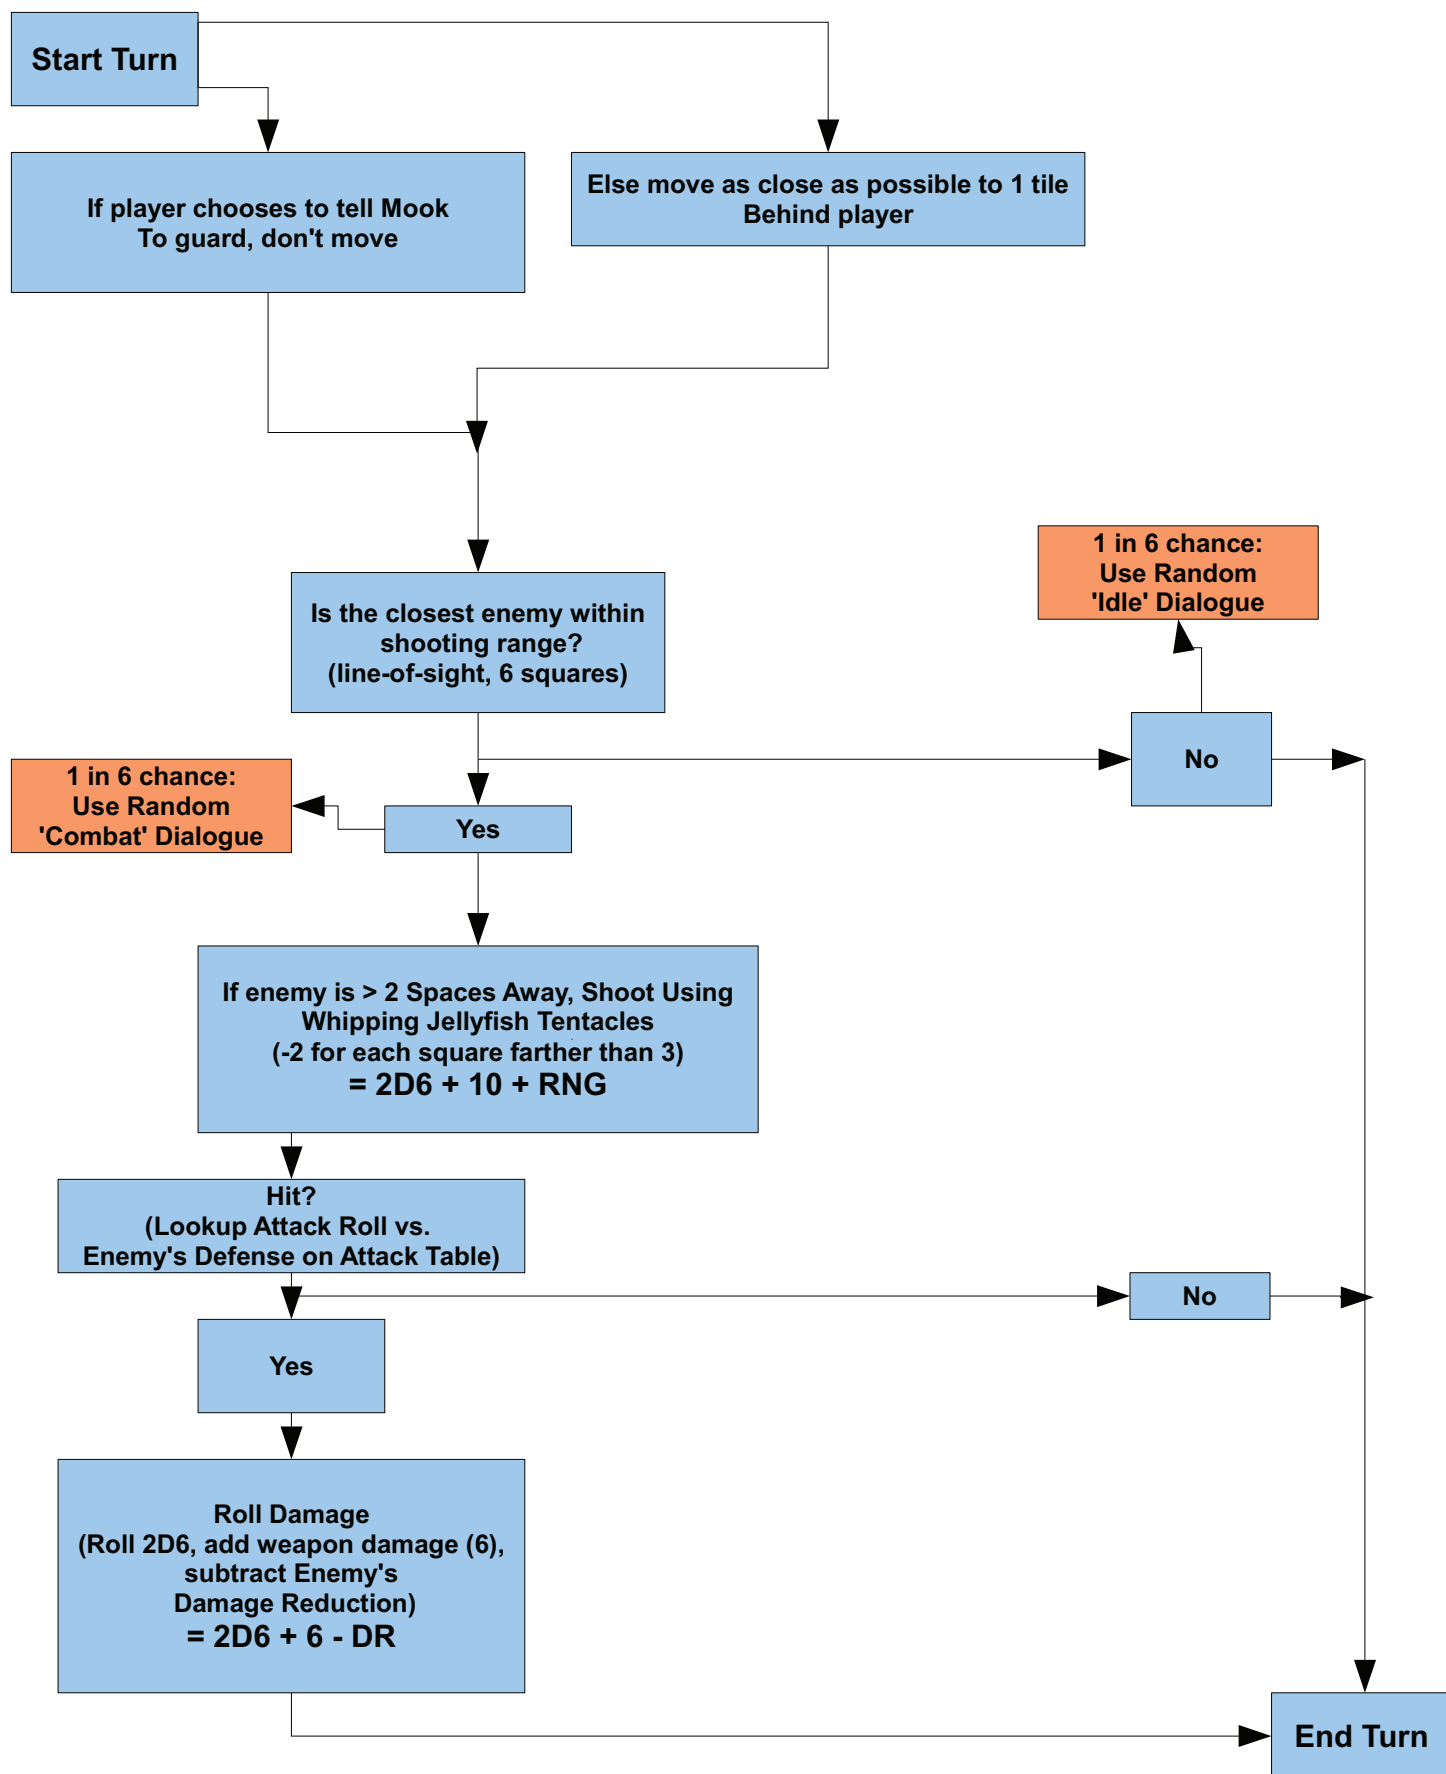 Start Turn
If player chooses to tell Mook
To guard, don't move
Else move as close as possible to 1 tile
Behind player
Is the closest enemy within
shooting range?
(line-of-sight, 6 squares)
1 in 6 chance:
Use Random
'Idle' Dialogue
No
1 in 6 chance:
Use Random
'Combat' Dialogue
Yes
If enemy is > 2 Spaces Away, Shoot Using
Whipping Jellyfish Tentacles
(-2 for each square farther than 3)
= 2D6 + 10 + RNG
Hit?
(Lookup Attack Roll vs.
Enemy's Defense on Attack Table)
No
Yes
Roll Damage
(Roll 2D6, add weapon damage (6),
subtract Enemy's
Damage Reduction)
= 2D6 + 6 - DR
End Turn